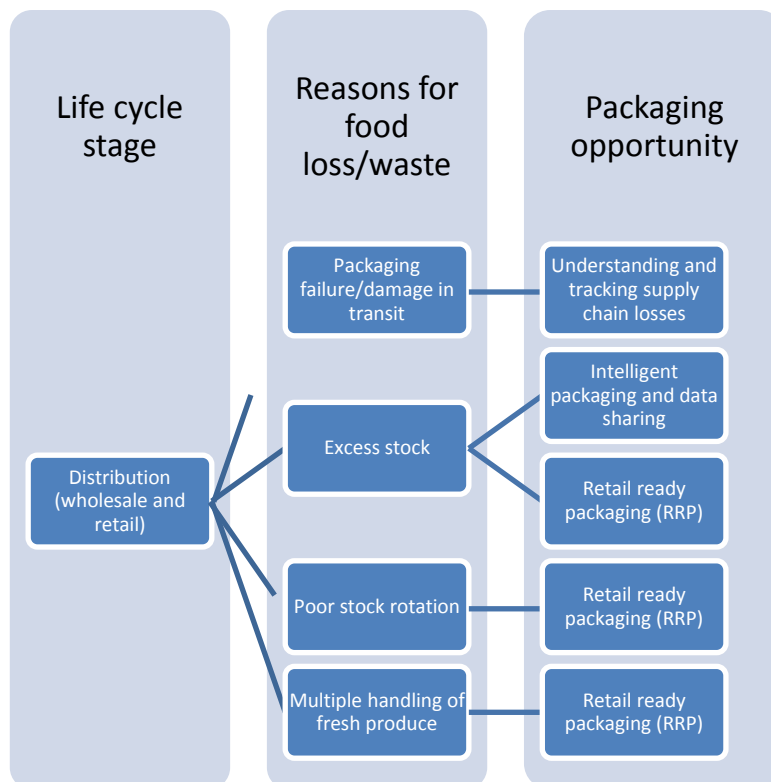 Life cycle
stage
Reasons for
food
loss/waste
Packaging
opportunity
Distribution
(wholesale and
retail)
Packaging
failure/damage in
transit
Understanding and
tracking supply
chain losses
Excess stock
Intelligent
packaging and data
sharing
Retail ready
packaging (RRP)
Poor stock rotation
Retail ready
packaging (RRP)
Multiple handling of
fresh produce
Retail ready
packaging (RRP)